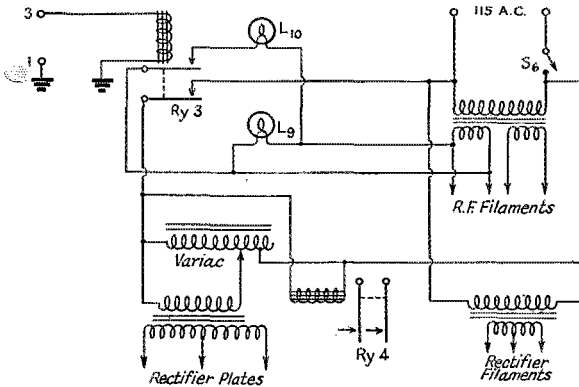 3
115 A.C.
L10
S6
1
Ry 3
L9
R.F. Filaments
Variac
Ry 4
Rectifier Plates
Rectifier
Filaments